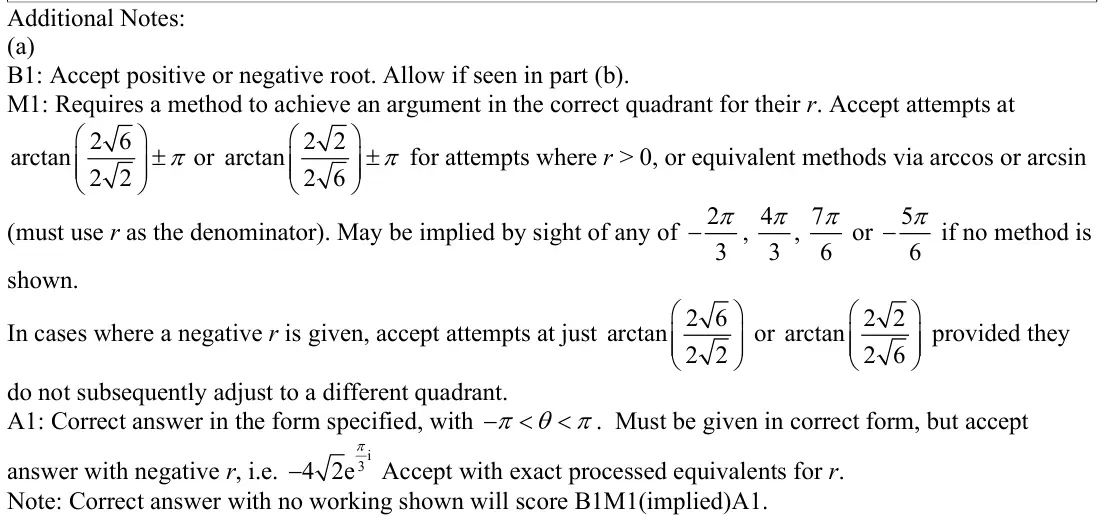 Additional Notes:
(a)
B1: Accept positive or negative root. Allow if seen in part (b).
M1: Requires a method to achieve an argument in the correct quadrant for their r. Accept attempts at
arctan(2√6/2√2) ± π or arctan(2√2/2√6) ± π for attempts where r > 0, or equivalent methods via arccos or arcsin
(must use r as the denominator). May be implied by sight of any of −2π/3, 4π/3, 7π/6 or −5π/6 if no method is
shown.
In cases where a negative r is given, accept attempts at just arctan(2√6/2√2) or arctan(2√2/2√6) provided they
do not subsequently adjust to a different quadrant.
A1: Correct answer in the form specified, with −π < θ < π. Must be given in correct form, but accept
answer with negative r, i.e. −4√2e^(π/3 i) Accept with exact processed equivalents for r.
Note: Correct answer with no working shown will score B1M1(implied)A1.